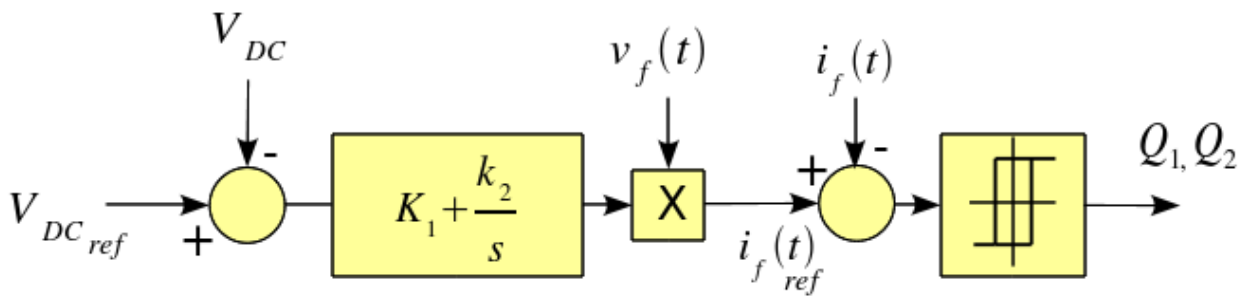 V_DC
v_f(t)
i_f(t)
Q_1, Q_2
V_DC_ref
+
-
K_1 + k_2/s
X
i_f(t)_ref
+
-